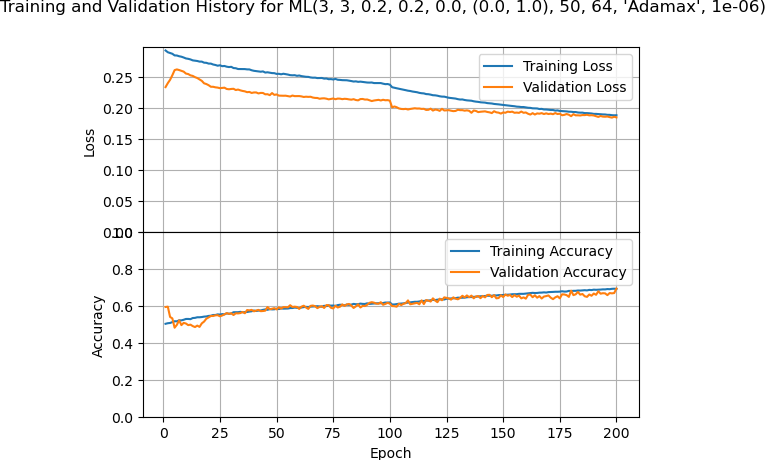 Training and Validation History for ML(3, 3, 0.2, 0.2, 0.0, (0.0, 1.0), 50, 64, 'Adamax', 1e-06)
Training Loss
Validation Loss
0.25
0.20
0.15
0.10
0.05
0.00
Loss
Training Accuracy
Validation Accuracy
1.0
0.8
0.6
0.4
0.2
0.0
Accuracy
0 25 50 75 100 125 150 175 200
Epoch